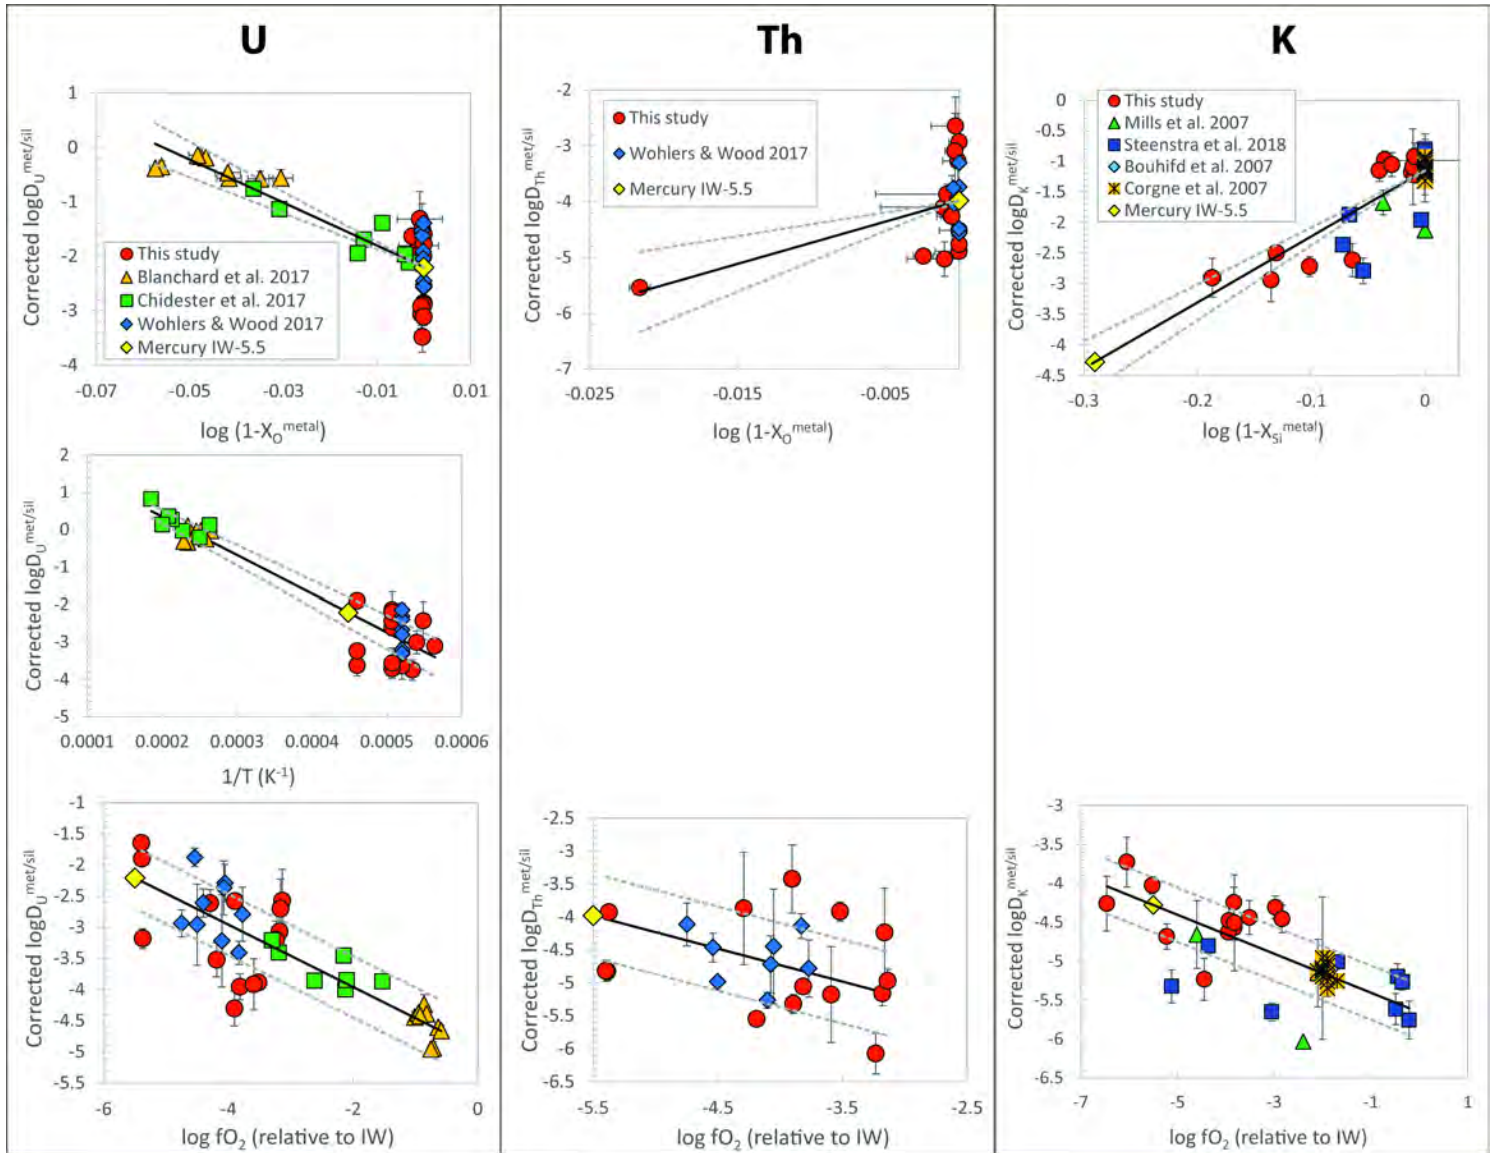 U
Th
K
Corrected logD_U^met/sil
1
0
-1
-2
-3
-4
This study
Blanchard et al. 2017
Chidester et al. 2017
Wohlers & Wood 2017
Mercury IW-5.5
-0.07
-0.05
-0.03
-0.01
0.01
log (1-X_O^metal)
Corrected logD_Th^met/sil
-2
-3
-4
-5
-6
-7
This study
Wohlers & Wood 2017
Mercury IW-5.5
-0.025
-0.015
-0.005
log (1-X_O^metal)
Corrected logD_K^met/sil
0
-0.5
-1
-1.5
-2
-2.5
-3
-3.5
-4
-4.5
This study
Mills et al. 2007
Steenstra et al. 2018
Bouhifd et al. 2007
Corgne et al. 2007
Mercury IW-5.5
-0.3
-0.2
-0.1
0
log (1-X_Si^metal)
Corrected logD_U^met/sil
2
1
0
-1
-2
-3
-4
-5
0.0001
0.0002
0.0003
0.0004
0.0005
0.0006
1/T (K^-1)
Corrected logD_U^met/sil
-1
-1.5
-2
-2.5
-3
-3.5
-4
-4.5
-5
-5.5
-6
-4
-2
0
log fO_2 (relative to IW)
Corrected logD_Th^met/sil
-2.5
-3
-3.5
-4
-4.5
-5
-5.5
-6
-6.5
-5.5
-4.5
-3.5
-2.5
log fO_2 (relative to IW)
Corrected logD_K^met/sil
-3
-3.5
-4
-4.5
-5
-5.5
-6
-6.5
-7
-5
-3
-1
1
log fO_2 (relative to IW)